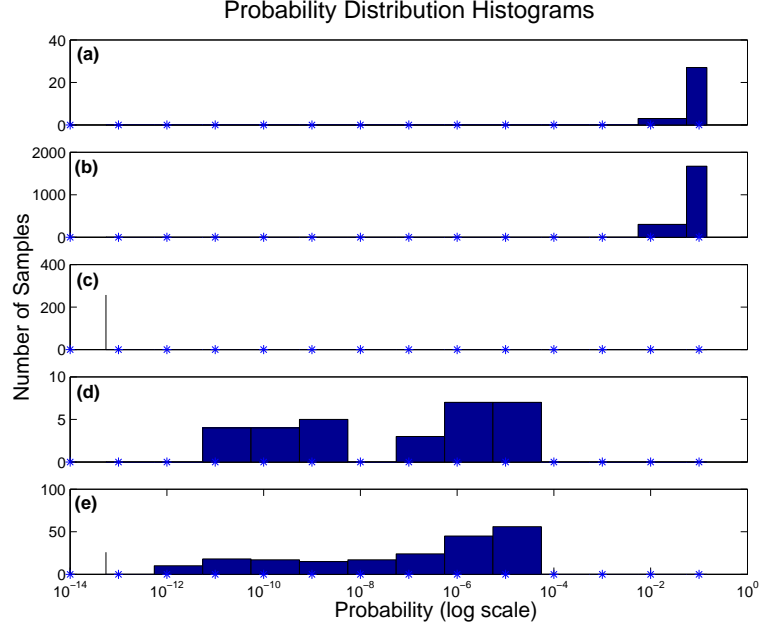 Probability Distribution Histograms
Number of Samples
(a)
40
20
0
(b)
2000
1000
0
(c)
400
200
0
(d)
10
5
0
(e)
100
50
0
10⁻¹⁴ 10⁻¹² 10⁻¹⁰ 10⁻⁸ 10⁻⁶ 10⁻⁴ 10⁻² 10⁰
Probability (log scale)